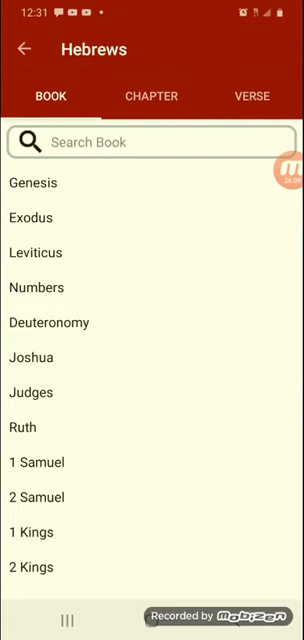 12:31
Hebrews
BOOK CHAPTER VERSE
Search Book
Genesis
Exodus
Leviticus
Numbers
Deuteronomy
Joshua
Judges
Ruth
1 Samuel
2 Samuel
1 Kings
2 Kings
Recorded by mobizen